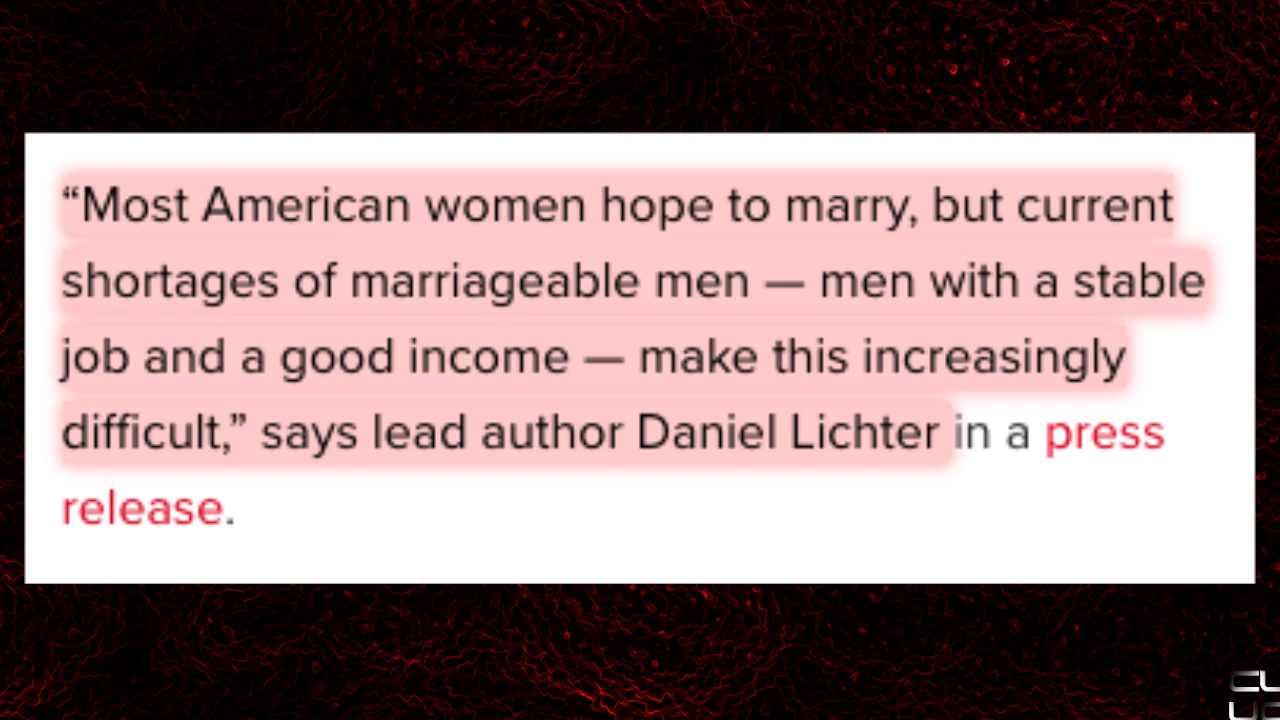 “Most American women hope to marry, but current
shortages of marriageable men — men with a stable
job and a good income — make this increasingly
difficult,” says lead author Daniel Lichter in a press
release.